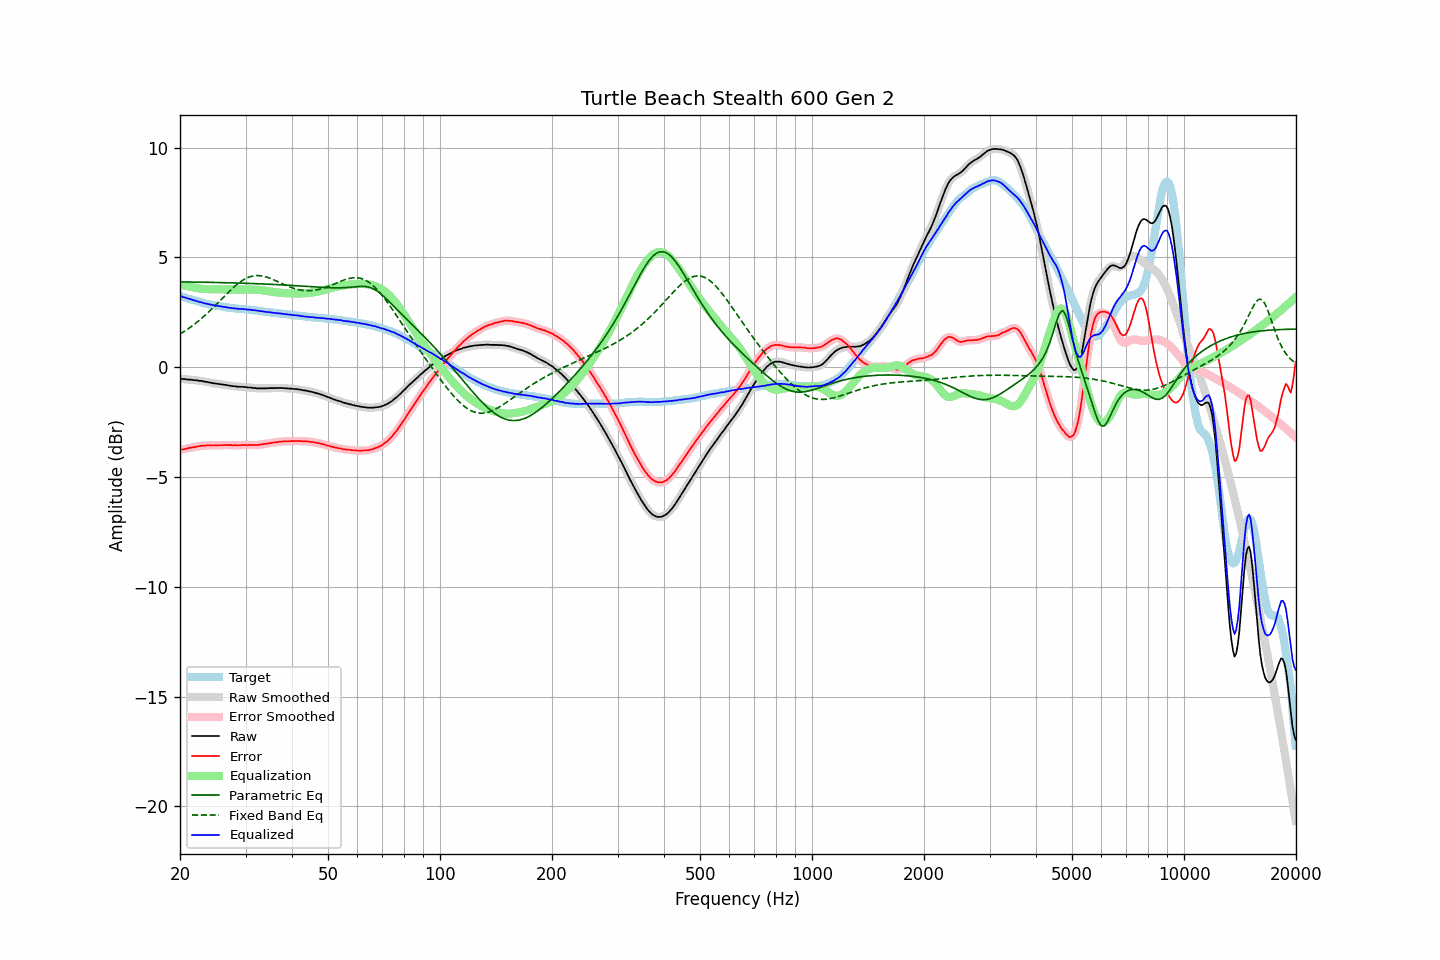 Turtle Beach Stealth 600 Gen 2
10
5
0
−5
−10
−15
−20
Amplitude (dBr)
Target
Raw Smoothed
Error Smoothed
Raw
Error
Equalization
Parametric Eq
Fixed Band Eq
Equalized
20 50 100 200 500 1000 2000 5000 10000 20000
Frequency (Hz)